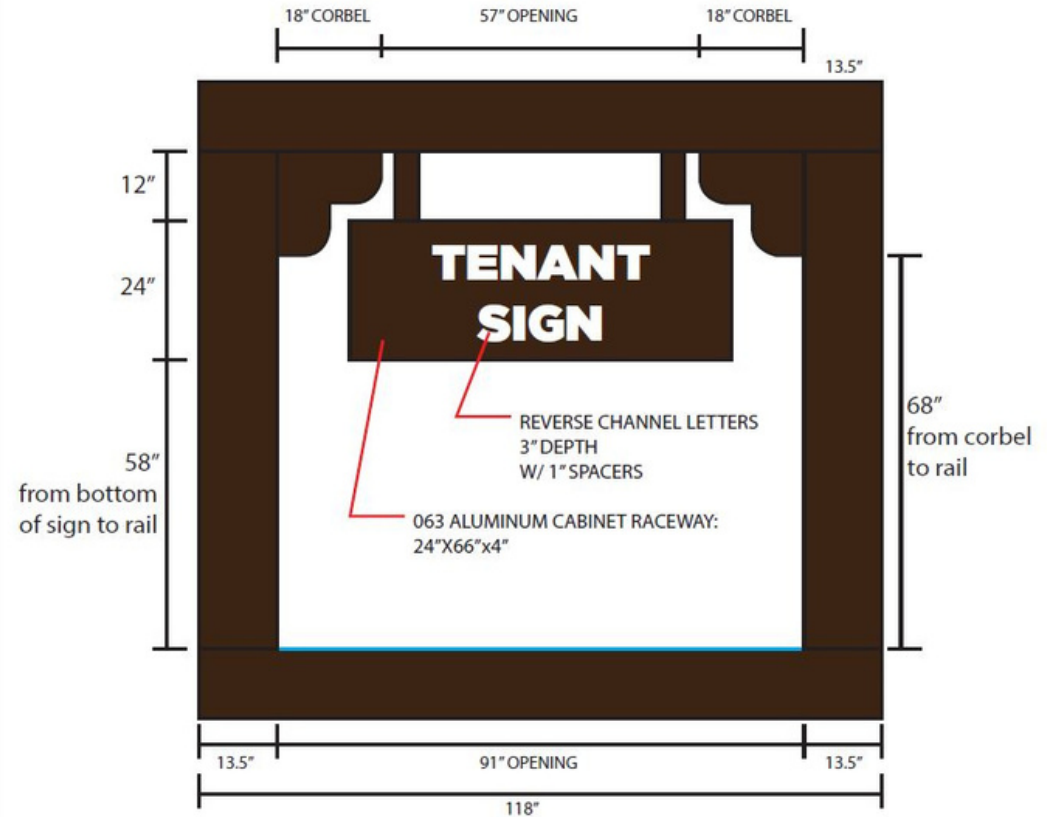 18” CORBEL
57” OPENING
18” CORBEL
13.5”
12”
24”
TENANT
SIGN
REVERSE CHANNEL LETTERS
3” DEPTH
W/ 1” SPACERS
58”
from bottom
of sign to rail
68”
from corbel
to rail
063 ALUMINUM CABINET RACEWAY:
24”X66”x4”
13.5”
91” OPENING
13.5”
118”